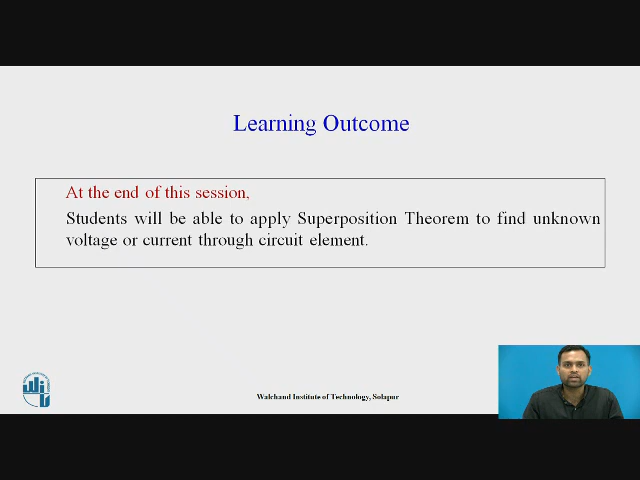 Learning Outcome
At the end of this session,
Students will be able to apply Superposition Theorem to find unknown
voltage or current through circuit element.
Walchand Institute of Technology, Solapur